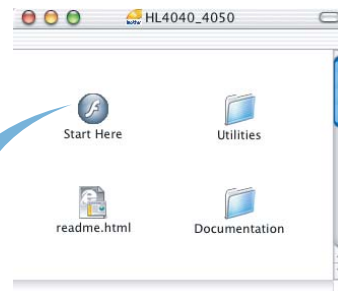 HL4040_4050
Start Here
Utilities
readme.html
Documentation